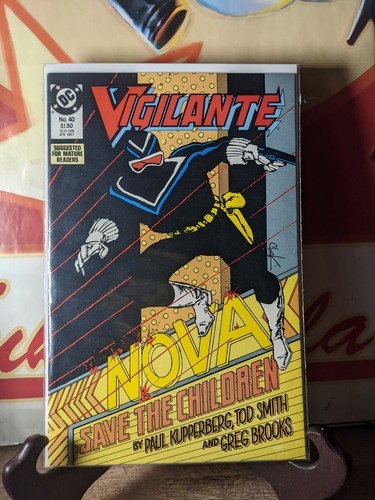 DC
VIGILANTE
No. 40
$1.50
APR 1987
SUGGESTED
FOR MATURE
READERS
NOVA
SAVE THE CHILDREN
BY PAUL KUPPERBERG, TOD SMITH
AND GREG BROOKS